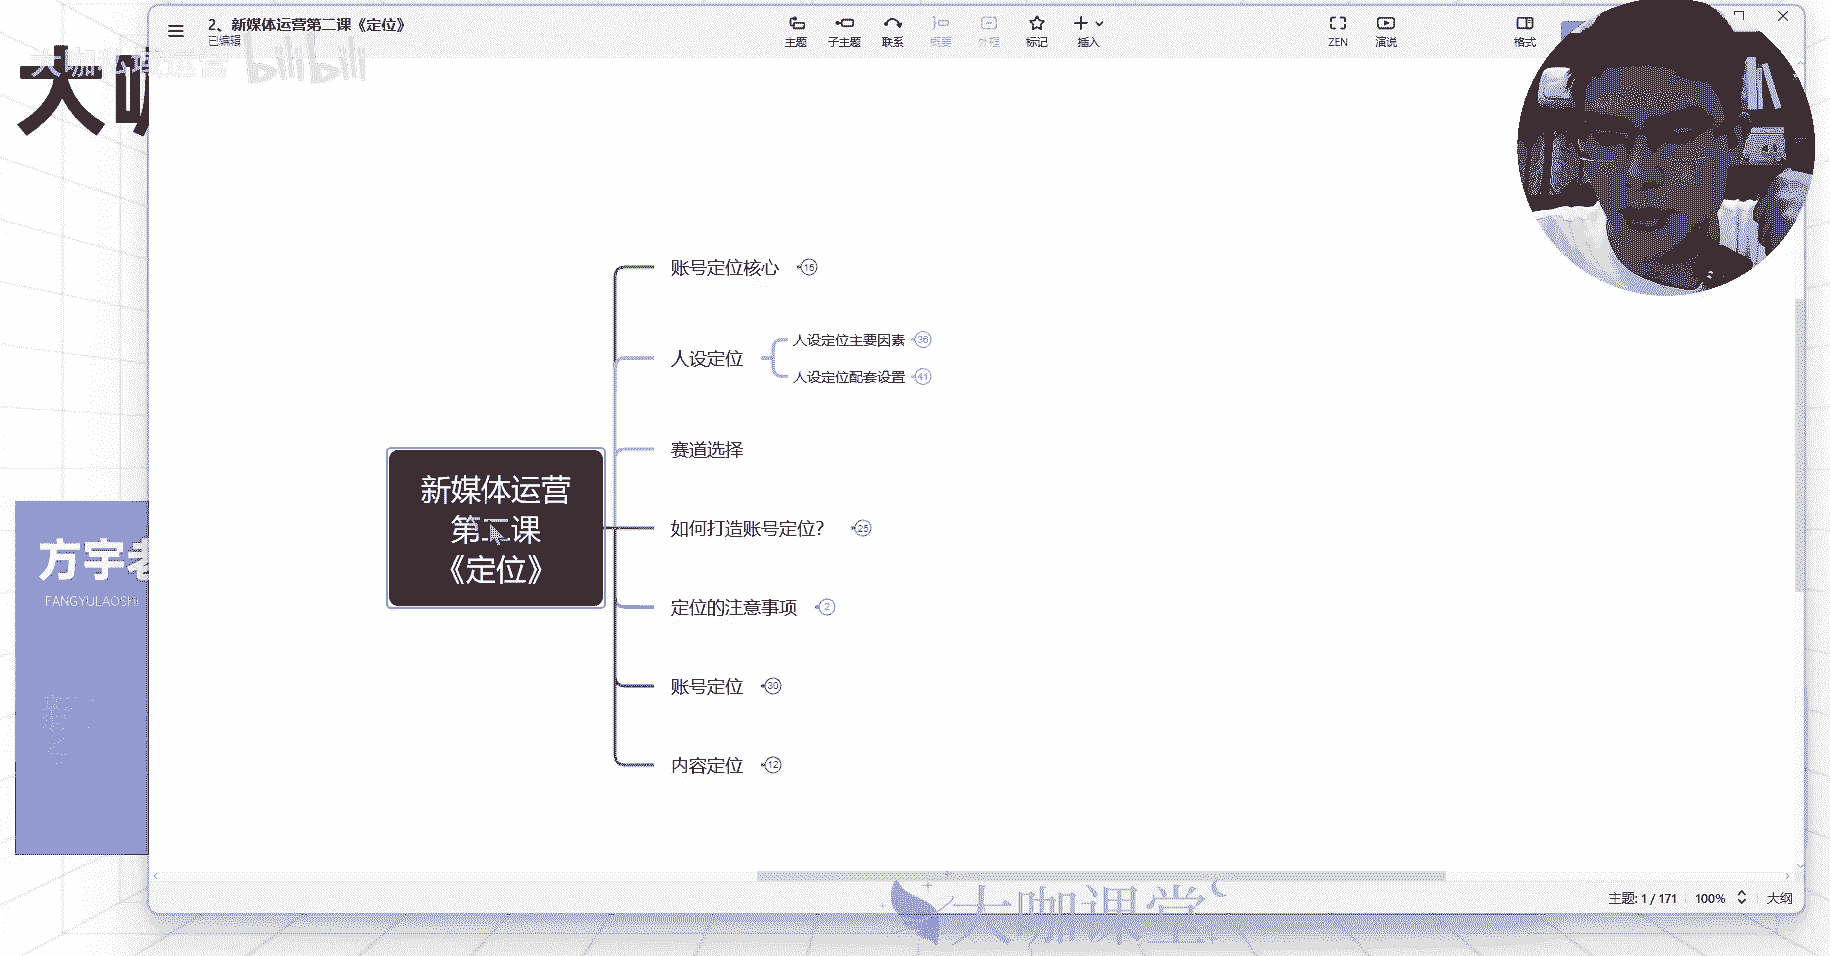 2、新媒体运营第二课《定位》
已编辑
主题
子主题
联系
概要
外框
标记
插入
ZEN
演说
格式
大咖
bilibili
账号定位核心 15
人设定位
人设定位主要因素 36
人设定位配套设置 41
赛道选择
新媒体运营
第二课
《定位》
如何打造账号定位? 25
定位的注意事项 2
账号定位 30
内容定位 12
方宇老
FANGYULAOSHI
主题: 1 / 171
100%
大纲
大咖课堂